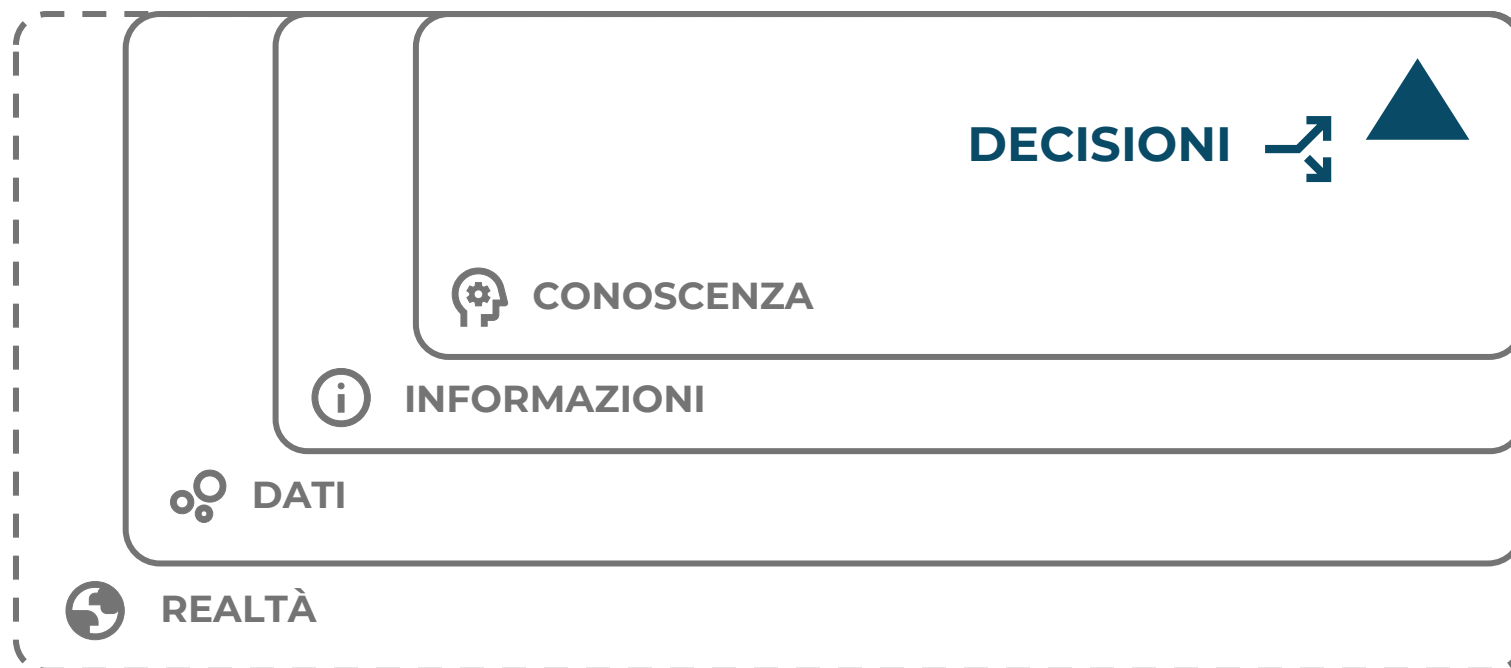 DECISIONI
CONOSCENZA
INFORMAZIONI
DATI
REALTÀ